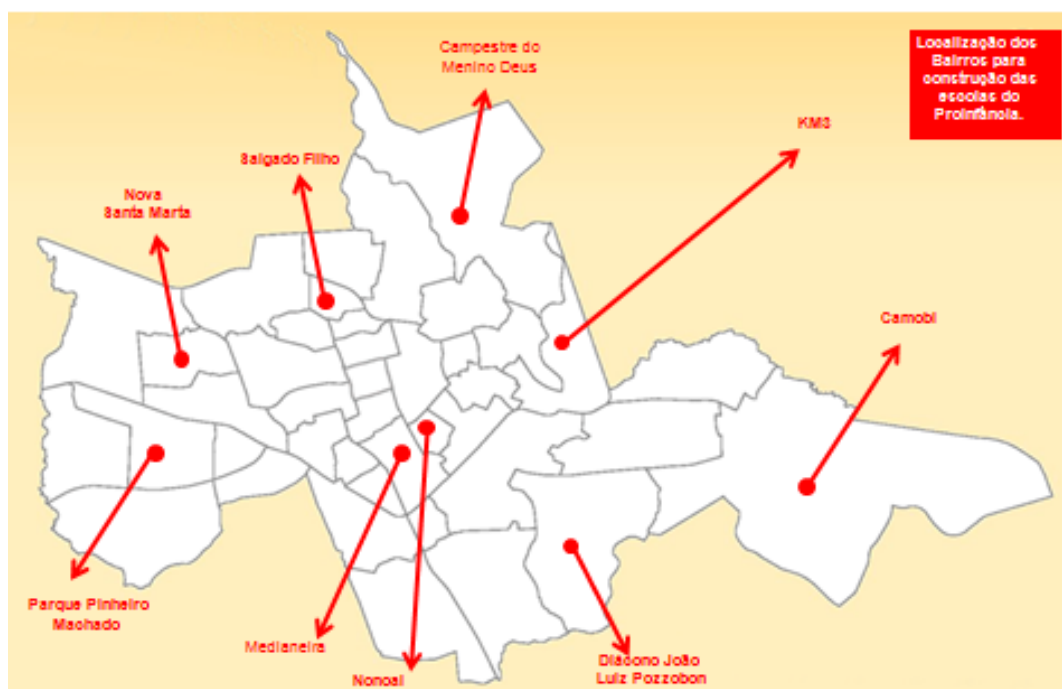 Campestre do
Menino Deus
Localização dos
Bairros para
construção das
escolas do
Proinfância.
KM3
Salgado Filho
Nova
Santa Marta
Camobi
Parque Pinheiro
Machado
Medianeira
Nonoai
Diácono João
Luiz Pozzobon